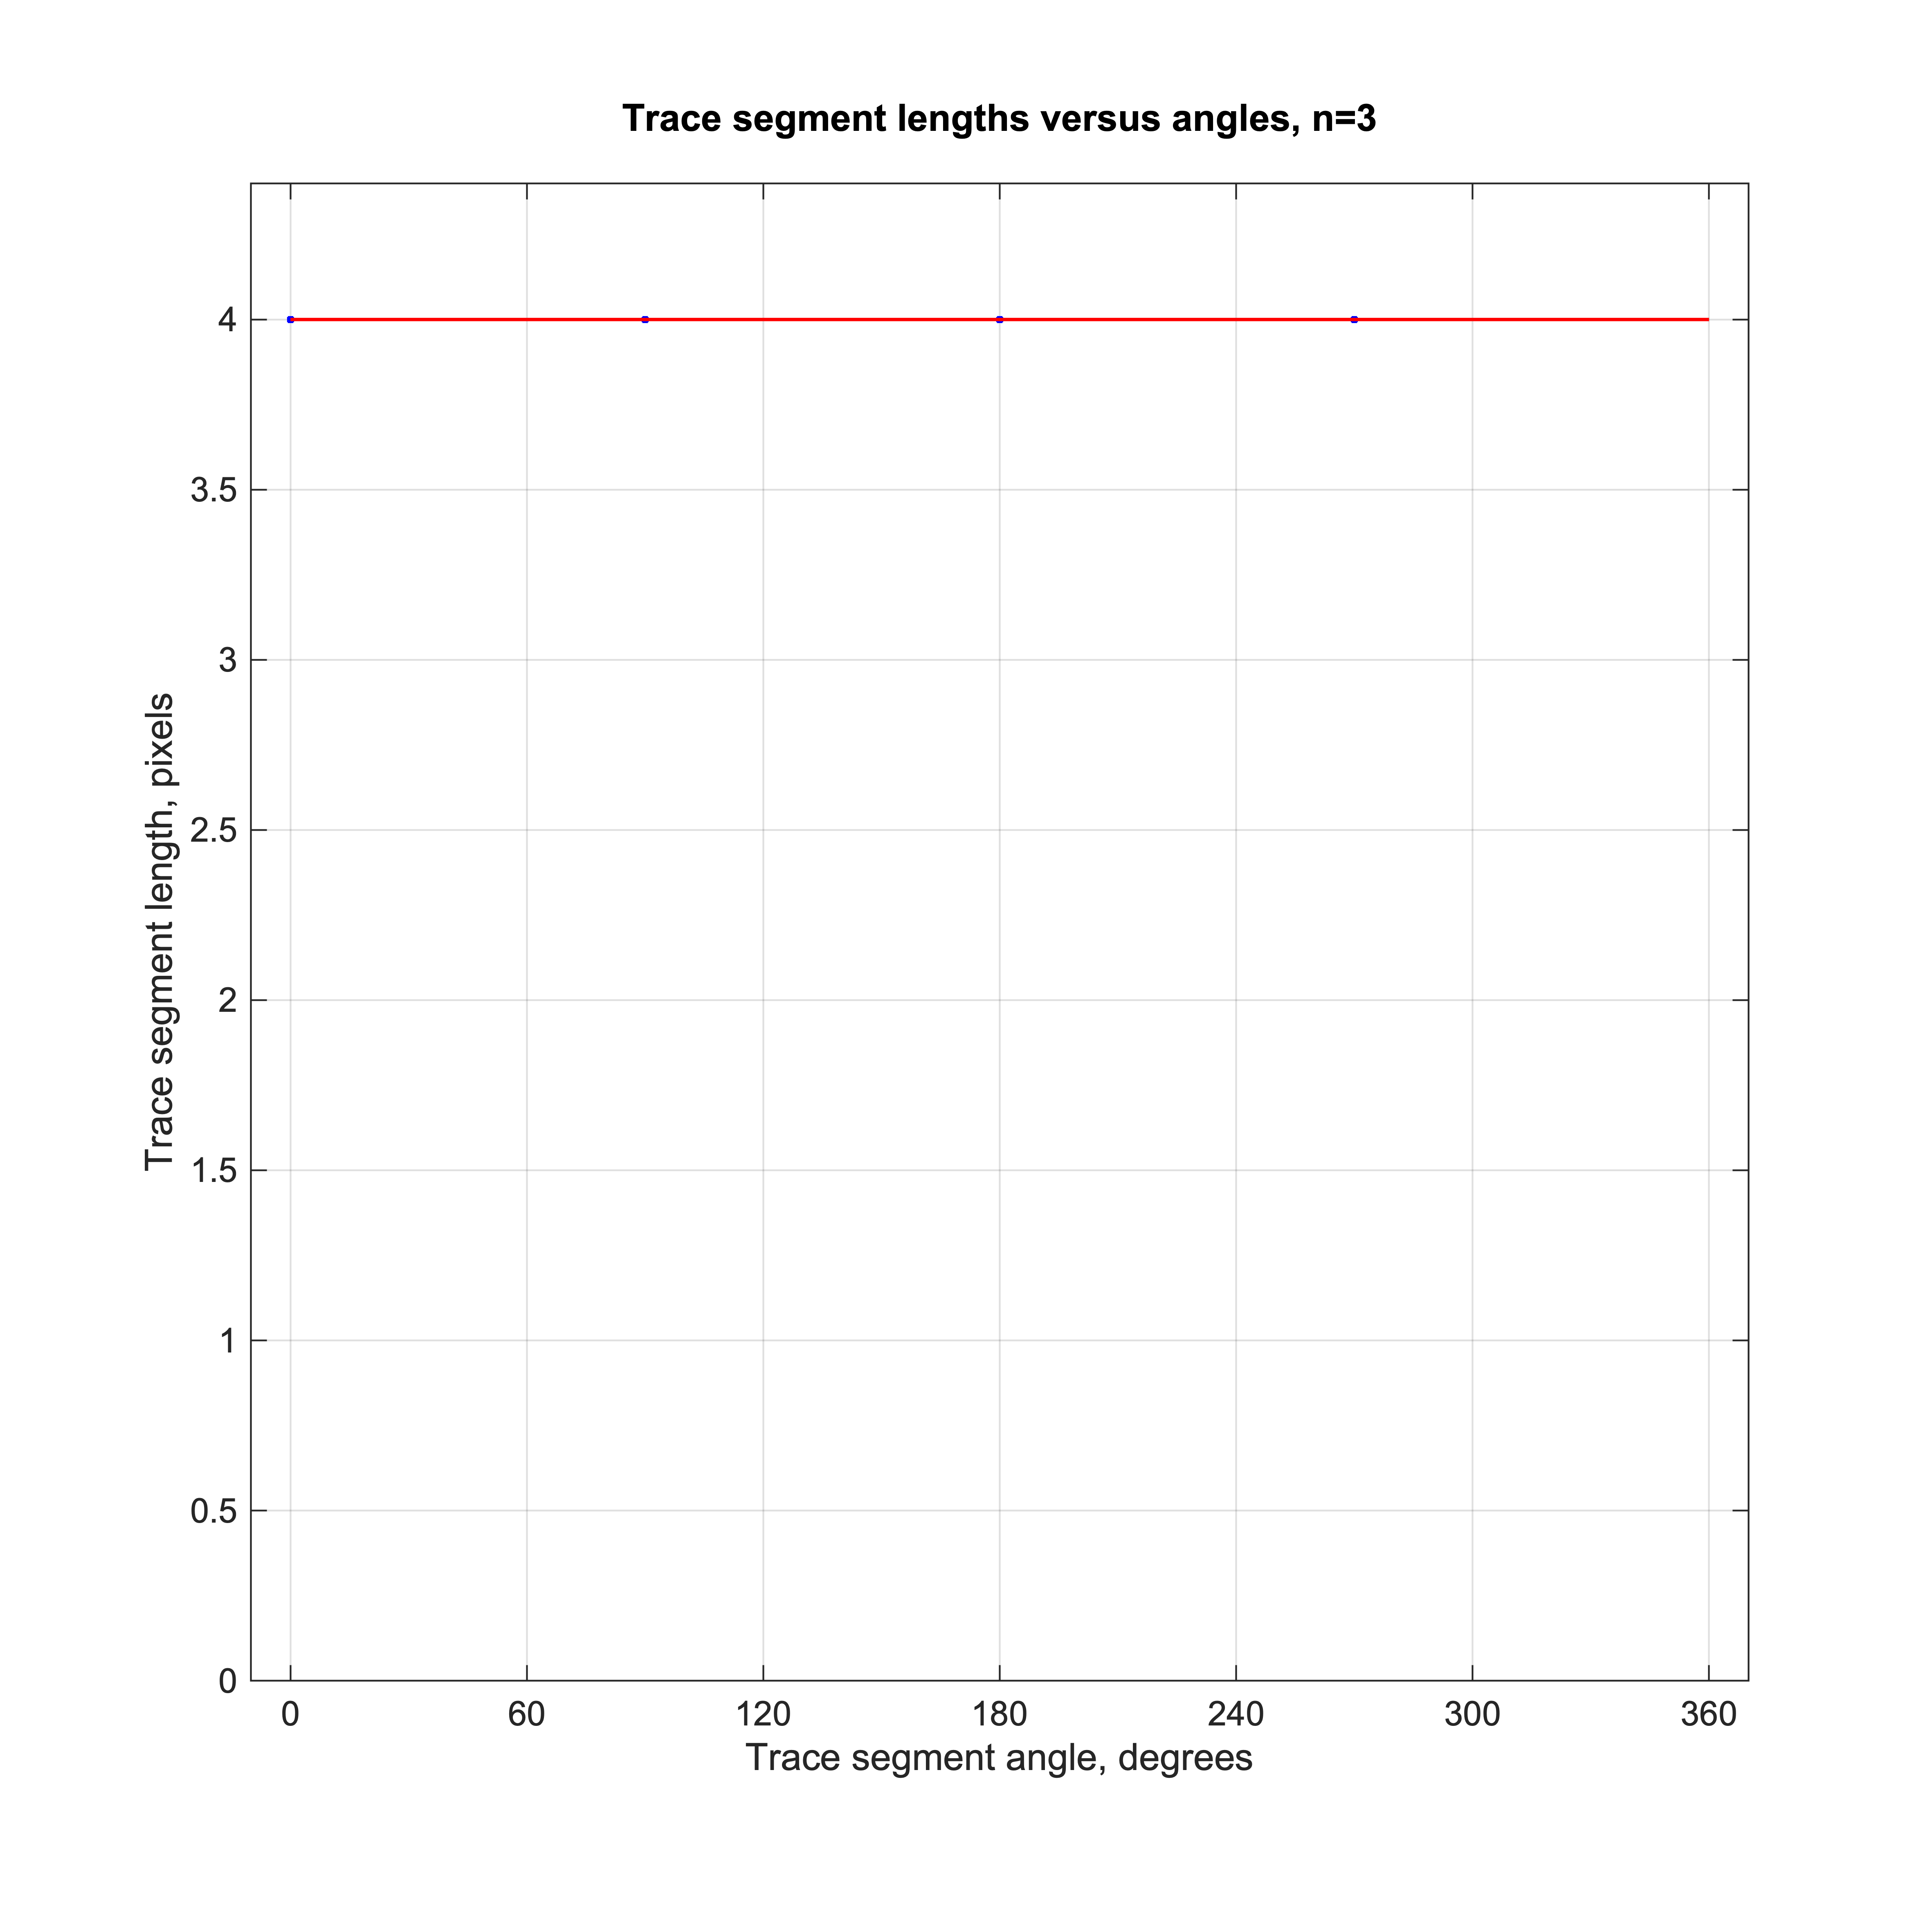 Trace segment lengths versus angles, n=3
4
3.5
3
2.5
2
1.5
1
0.5
0
Trace segment length, pixels
0 60 120 180 240 300 360
Trace segment angle, degrees